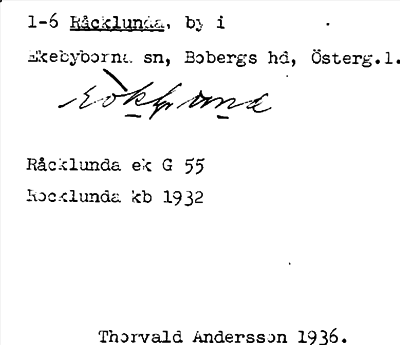 1-6 Råcklunda, by i
Ekebyborna sn, Bobergs hd, Österg.l.
Råcklunda ek G 55
Rocklunda kb 1932
Thorvald Andersson 1936.